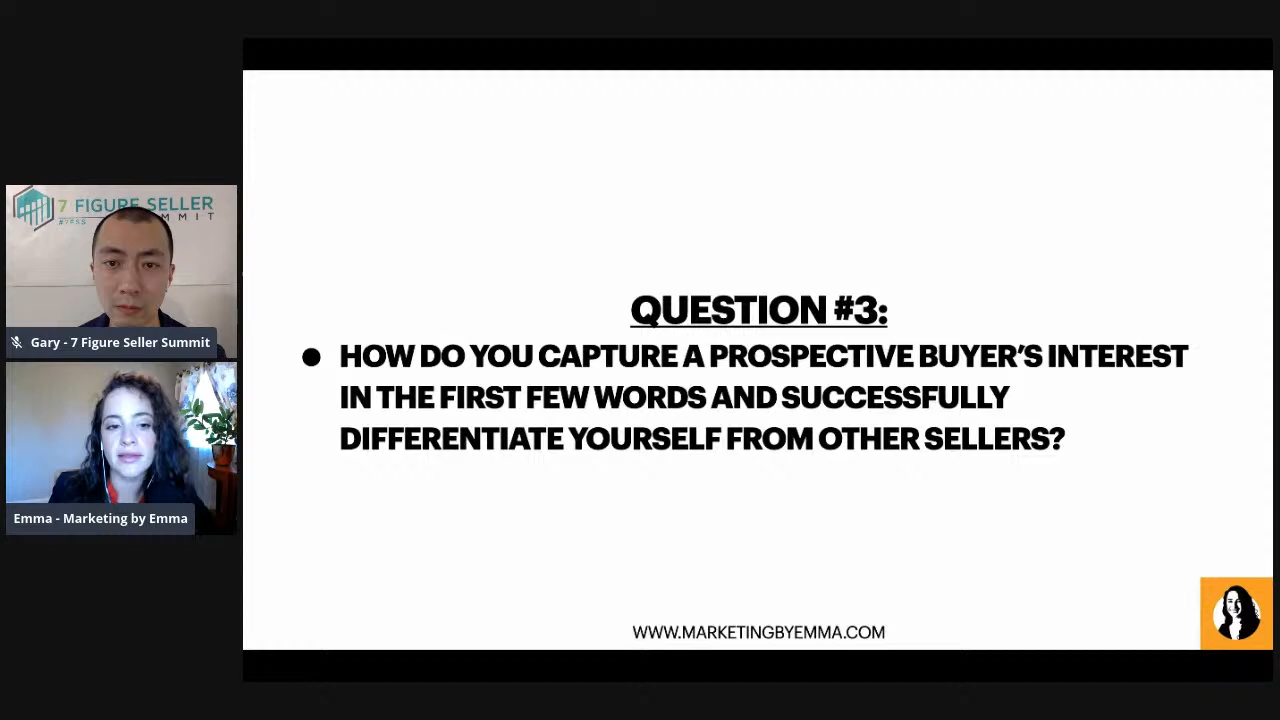 7 FIGURE SELLER
#7FSS SUMMIT
Gary - 7 Figure Seller Summit
Emma - Marketing by Emma
QUESTION #3:
● HOW DO YOU CAPTURE A PROSPECTIVE BUYER’S INTEREST
IN THE FIRST FEW WORDS AND SUCCESSFULLY
DIFFERENTIATE YOURSELF FROM OTHER SELLERS?
WWW.MARKETINGBYEMMA.COM